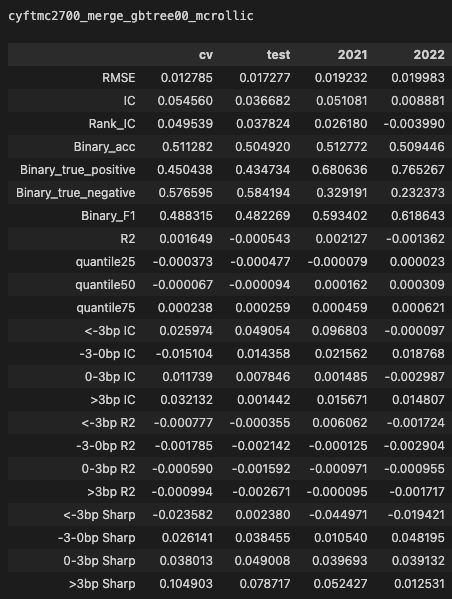 cyftmc2700_merge_gbtree00_mcrollic
cv test 2021 2022
RMSE 0.012785 0.017277 0.019232 0.019983
IC 0.054560 0.036682 0.051081 0.008881
Rank_IC 0.049539 0.037824 0.026180 -0.003990
Binary_acc 0.511282 0.504920 0.512772 0.509446
Binary_true_positive 0.450438 0.434734 0.680636 0.765267
Binary_true_negative 0.576595 0.584194 0.329191 0.232373
Binary_F1 0.488315 0.482269 0.593402 0.618643
R2 0.001649 -0.000543 0.002127 -0.001362
quantile25 -0.000373 -0.000477 -0.000079 0.000023
quantile50 -0.000067 -0.000094 0.000162 0.000309
quantile75 0.000238 0.000259 0.000459 0.000621
<-3bp IC 0.025974 0.049054 0.096803 -0.000097
-3-0bp IC -0.015104 0.014358 0.021562 0.018768
0-3bp IC 0.011739 0.007846 0.001485 -0.002987
>3bp IC 0.032132 0.001442 0.015671 0.014807
<-3bp R2 -0.000777 -0.000355 0.006062 -0.001724
-3-0bp R2 -0.001785 -0.002142 -0.000125 -0.002904
0-3bp R2 -0.000590 -0.001592 -0.000971 -0.000955
>3bp R2 -0.000994 -0.002671 -0.000095 -0.001717
<-3bp Sharp -0.023582 0.002380 -0.044971 -0.019421
-3-0bp Sharp 0.026141 0.038455 0.010540 0.048195
0-3bp Sharp 0.038013 0.049008 0.039693 0.039132
>3bp Sharp 0.104903 0.078717 0.052427 0.012531